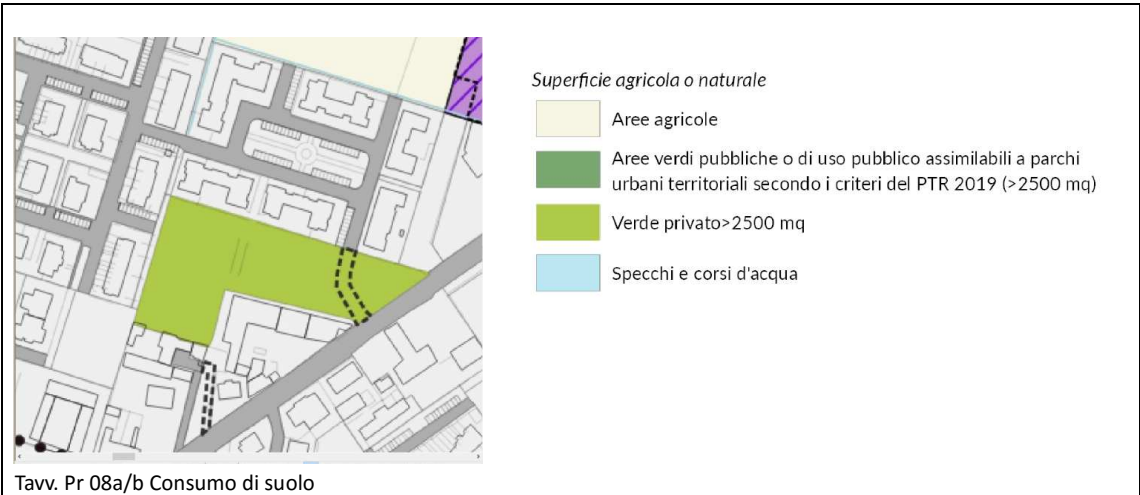 Superficie agricola o naturale
Aree agricole
Aree verdi pubbliche o di uso pubblico assimilabili a parchi
urbani territoriali secondo i criteri del PTR 2019 (>2500 mq)
Verde privato>2500 mq
Specchi e corsi d'acqua
Tavv. Pr 08a/b Consumo di suolo